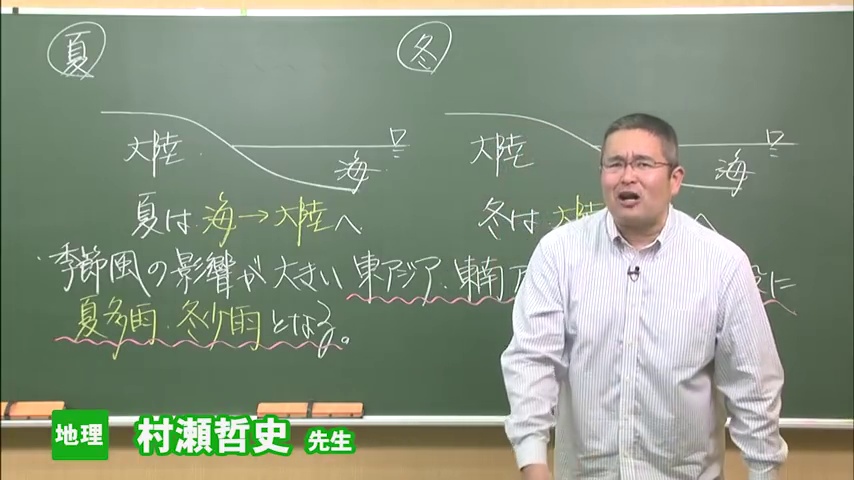 夏
冬
大陸
海
大陸
海
夏は 海→大陸へ
冬は 大陸
へ
・季節風の影響が大きい 東アジア・東南ア
に
夏多雨・冬少雨となる。
地理 村瀬哲史 先生